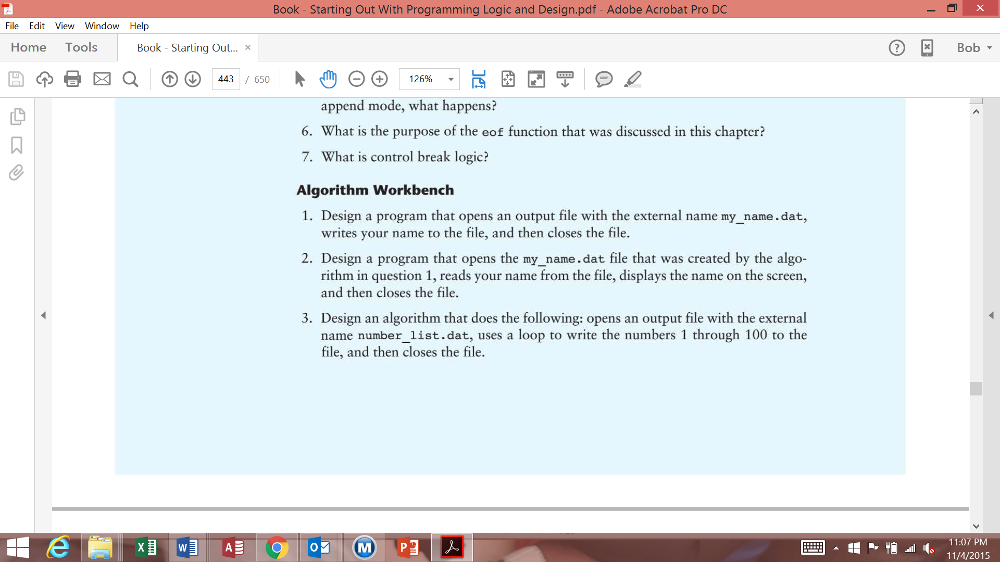 Book - Starting Out With Programming Logic and Design.pdf - Adobe Acrobat Pro DC
File Edit View Window Help
Home Tools Book - Starting Out... × Bob
443 / 650 126%
append mode, what happens?
6. What is the purpose of the eof function that was discussed in this chapter?
7. What is control break logic?
Algorithm Workbench
1. Design a program that opens an output file with the external name my_name.dat,
writes your name to the file, and then closes the file.
2. Design a program that opens the my_name.dat file that was created by the algo-
rithm in question 1, reads your name from the file, displays the name on the screen,
and then closes the file.
3. Design an algorithm that does the following: opens an output file with the external
name number_list.dat, uses a loop to write the numbers 1 through 100 to the
file, and then closes the file.
11:07 PM
11/4/2015